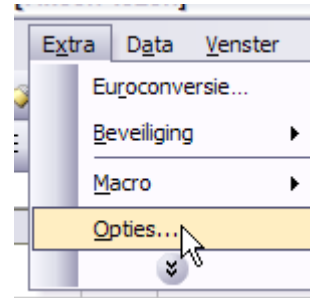 Extra Data Venster
Euroconversie...
Beveiliging
Macro
Opties...